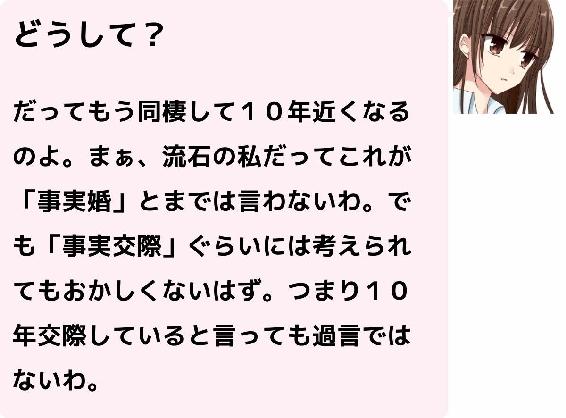 どうして？
だってもう同棲して１０年近くなる
のよ。まぁ、流石の私だってこれが
「事実婚」とまでは言わないわ。で
も「事実交際」ぐらいには考えられ
てもおかしくないはず。つまり１０
年交際していると言っても過言では
ないわ。